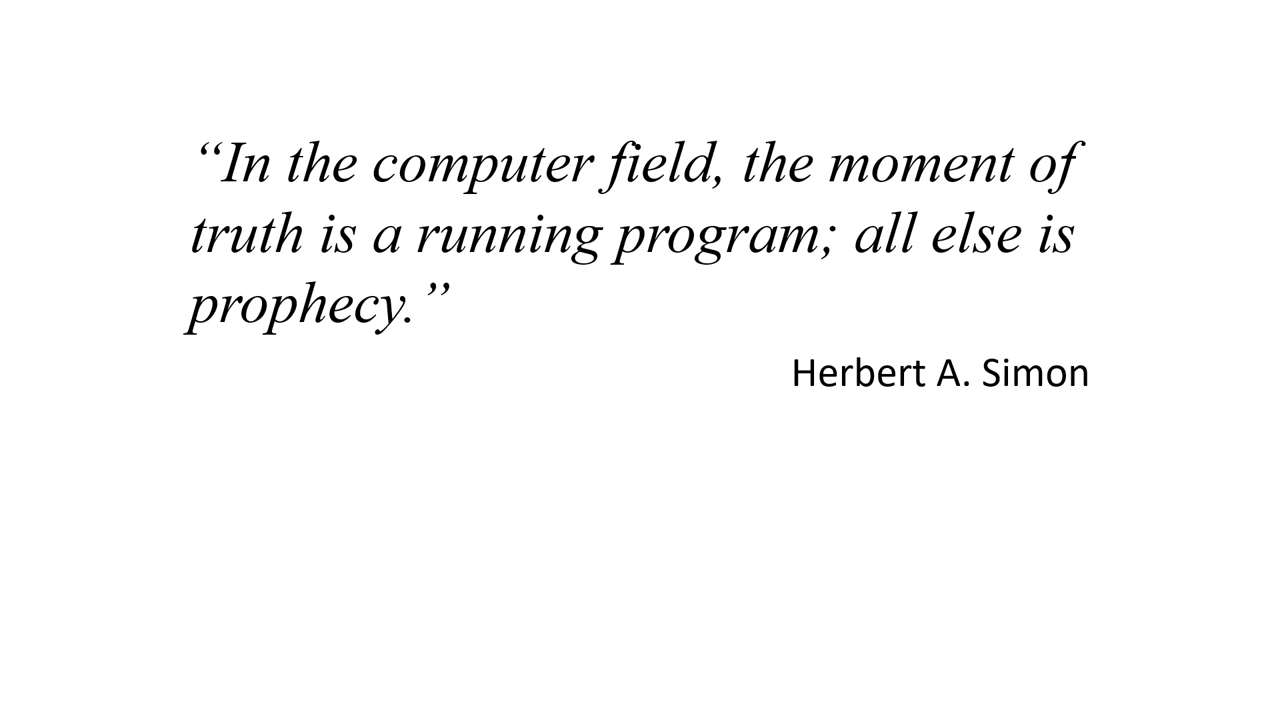 “In the computer field, the moment of
truth is a running program; all else is
prophecy.”
Herbert A. Simon